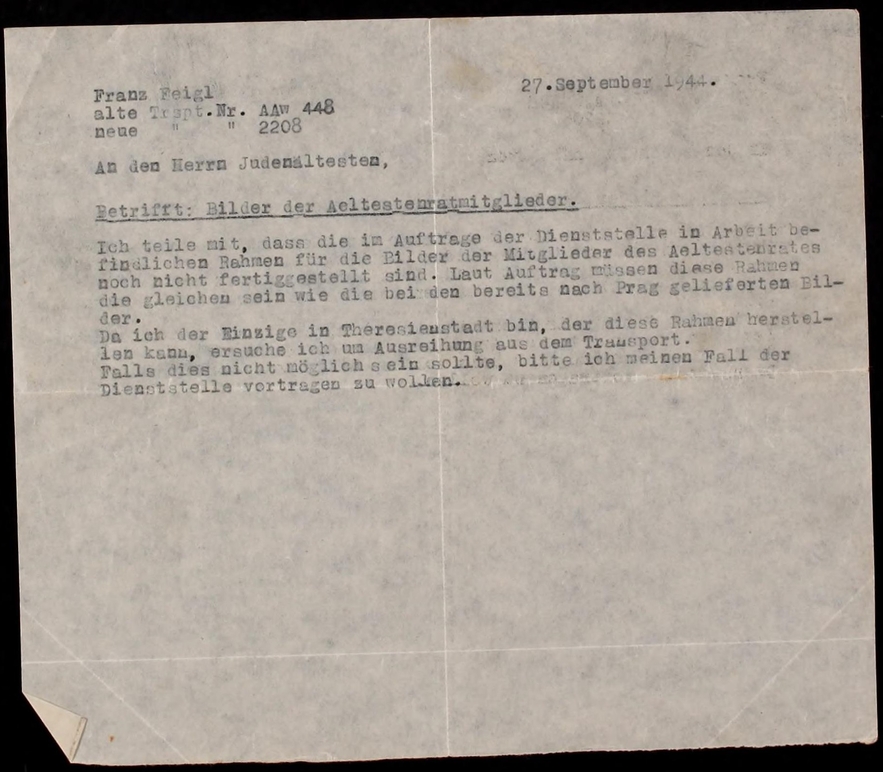 27.September 1944.
Franz Feigl
alte Trspt.Nr. AAw 448
neue " " 2208
An den Herrn Judenältesten,
Betrifft: Bilder der Aeltestenratmitglieder.
Ich teile mit, dass die im Auftrage der Dienststelle in Arbeit be-
findlichen Rahmen für die Bilder der Mitglieder des Aeltestenrates
noch nicht fertiggestellt sind. Laut Auftrag müssen diese Rahmen
die gleichen sein wie die bei den bereits nach Prag gelieferten Bil-
der.
Da ich der Einzige in Theresienstadt bin, der diese Rahmen herstel-
len kann, ersuche ich um Ausreihung aus dem Transport.
Falls dies nicht möglich sein sollte, bitte ich meinen Fall der
Dienststelle vortragen zu wollen.